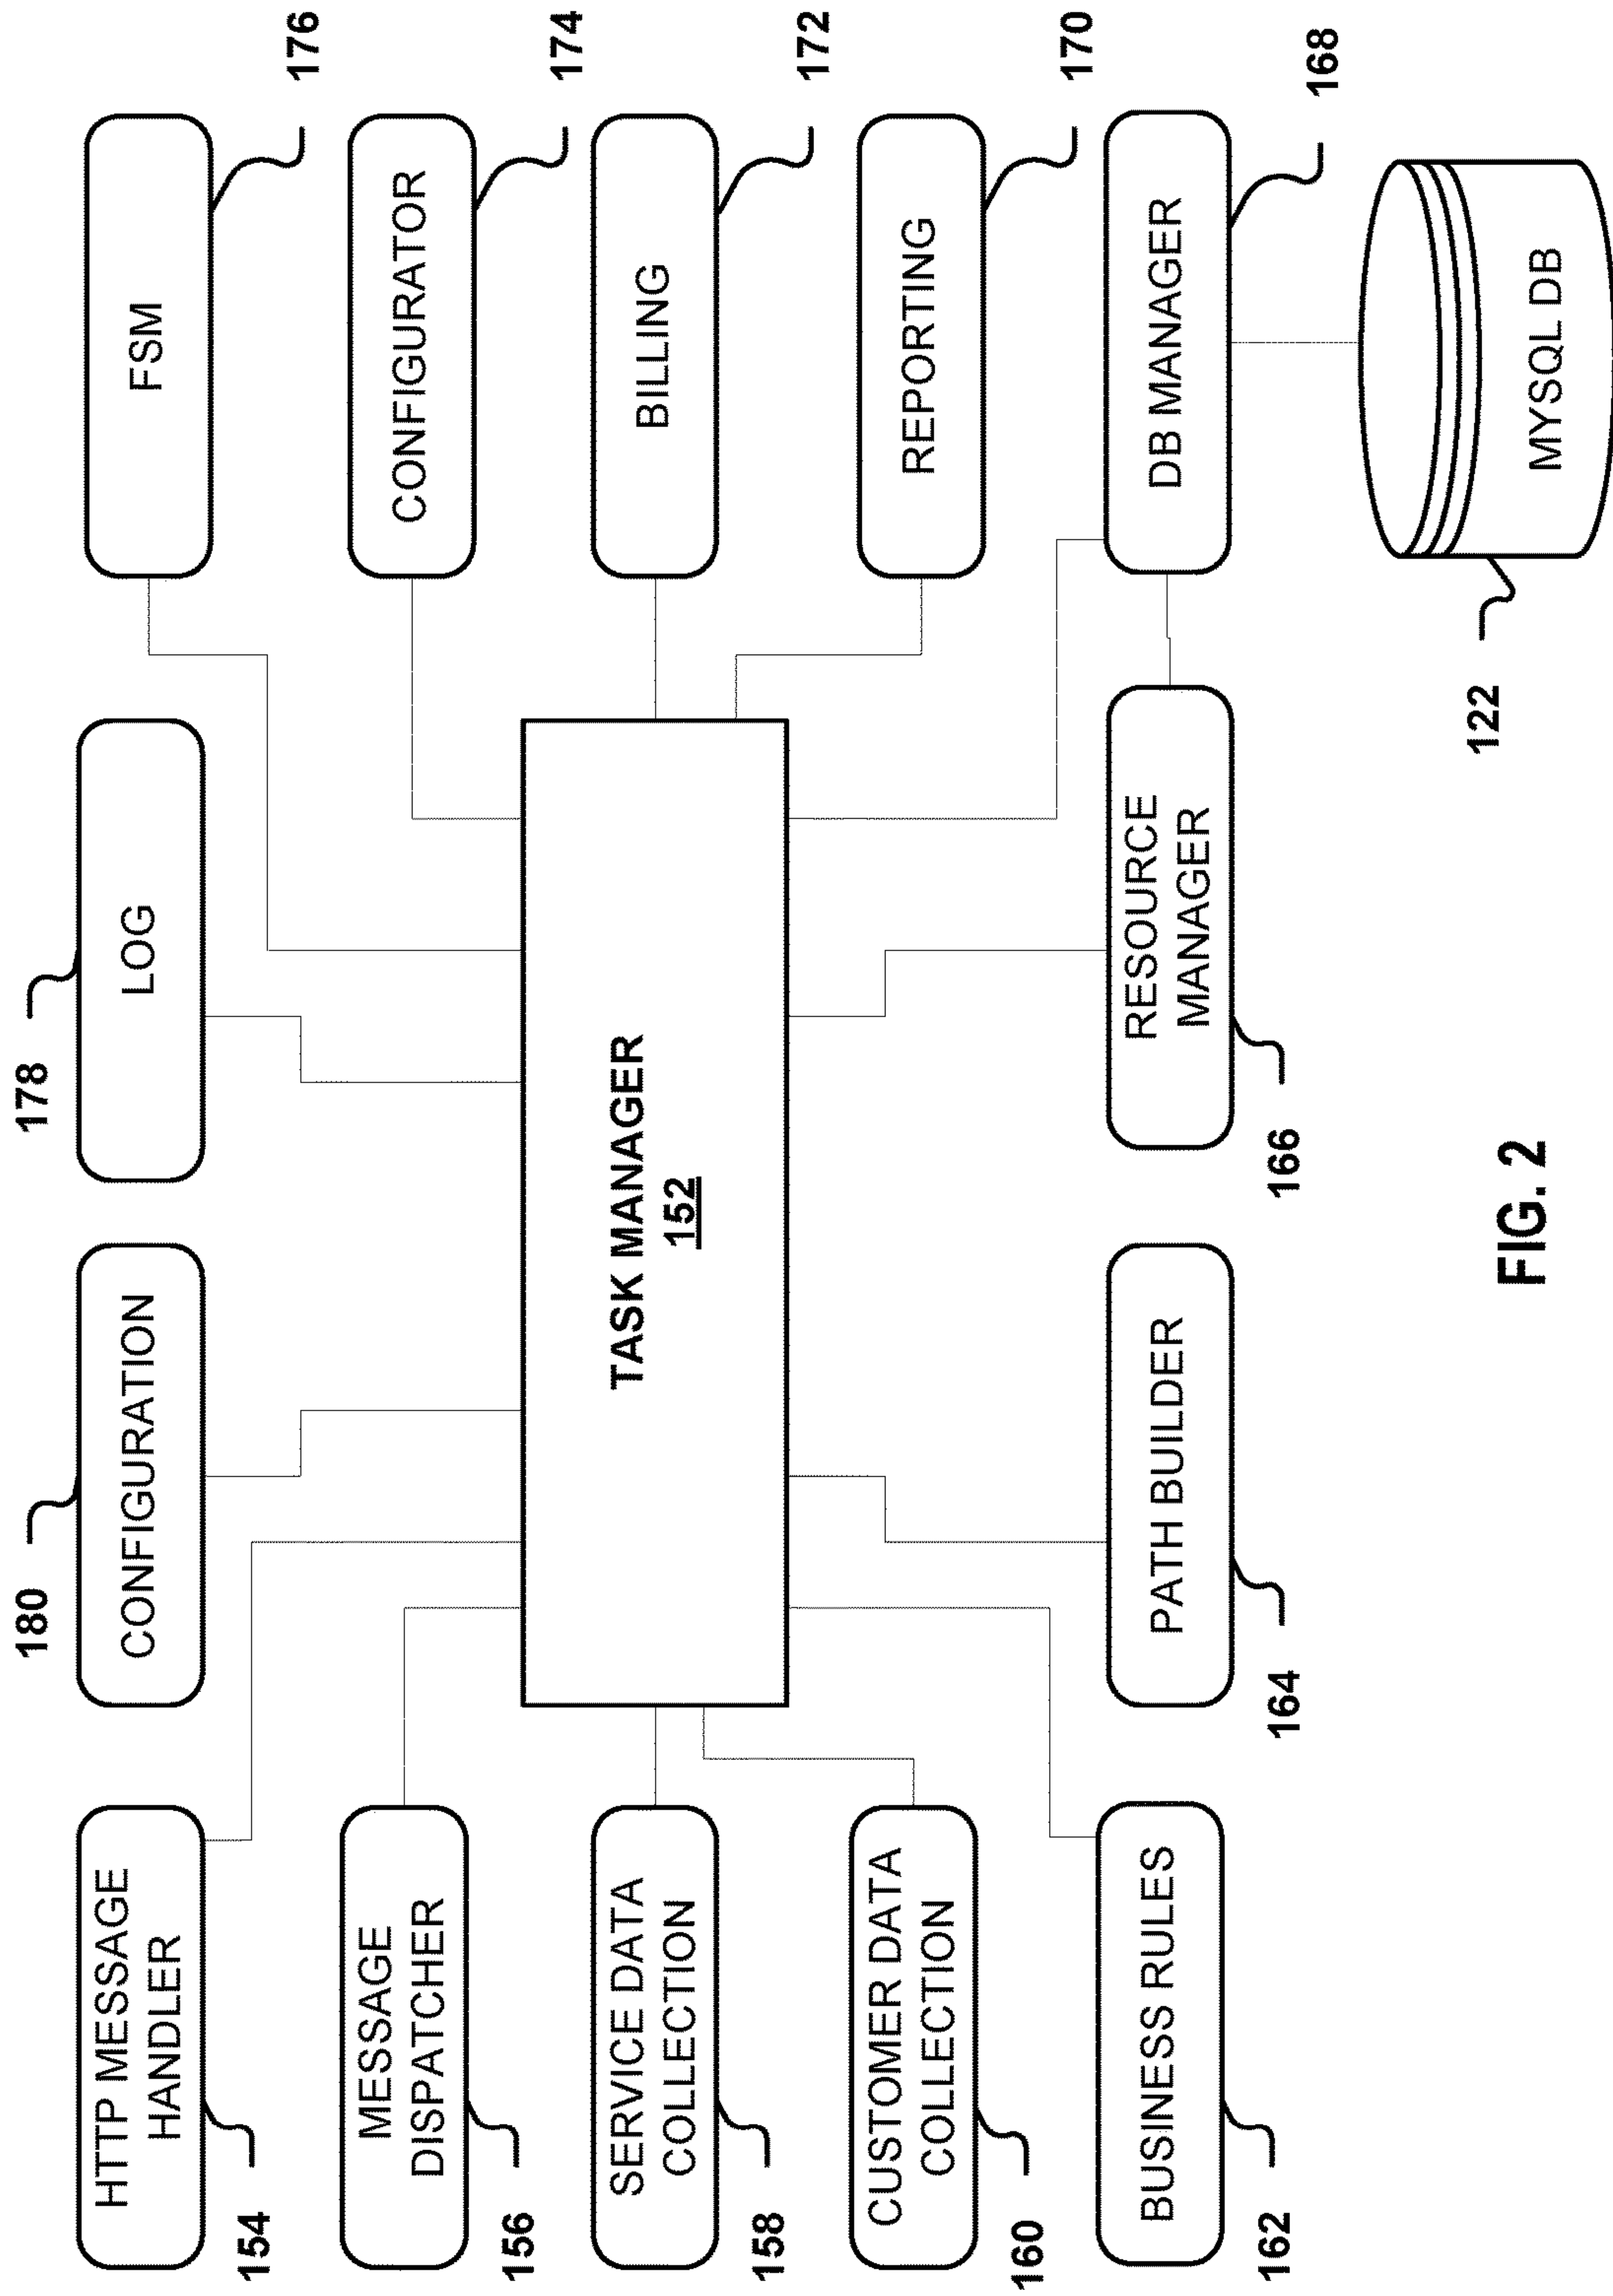 180
178
HTTP MESSAGE
HANDLER
154
CONFIGURATION
LOG
FSM
176
MESSAGE
DISPATCHER
156
CONFIGURATOR
174
SERVICE DATA
COLLECTION
158
TASK MANAGER
152
BILLING
172
CUSTOMER DATA
COLLECTION
160
REPORTING
170
BUSINESS RULES
162
PATH BUILDER
164
RESOURCE
MANAGER
166
DB MANAGER
168
122
MYSQL DB
FIG. 2